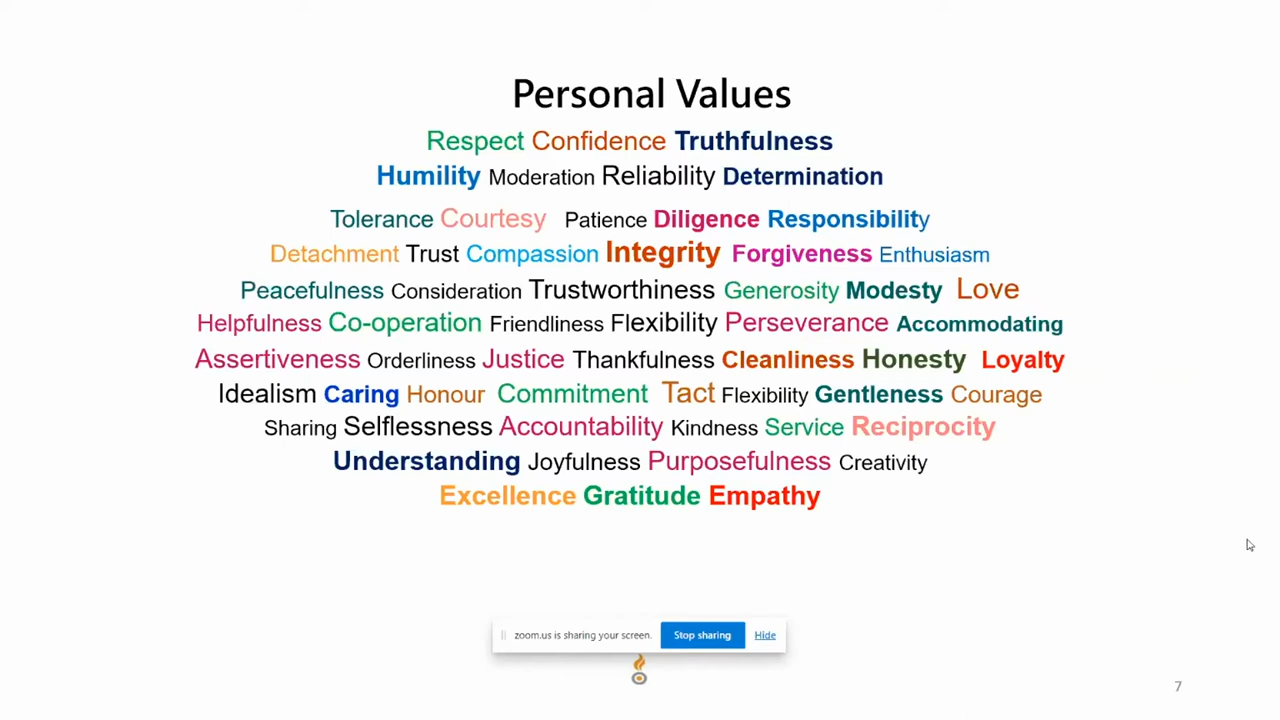 Personal Values
Respect Confidence Truthfulness
Humility Moderation Reliability Determination
Tolerance Courtesy Patience Diligence Responsibility
Detachment Trust Compassion Integrity Forgiveness Enthusiasm
Peacefulness Consideration Trustworthiness Generosity Modesty Love
Helpfulness Co-operation Friendliness Flexibility Perseverance Accommodating
Assertiveness Orderliness Justice Thankfulness Cleanliness Honesty Loyalty
Idealism Caring Honour Commitment Tact Flexibility Gentleness Courage
Sharing Selflessness Accountability Kindness Service Reciprocity
Understanding Joyfulness Purposefulness Creativity
Excellence Gratitude Empathy
zoom.us is sharing your screen. Stop sharing Hide
7